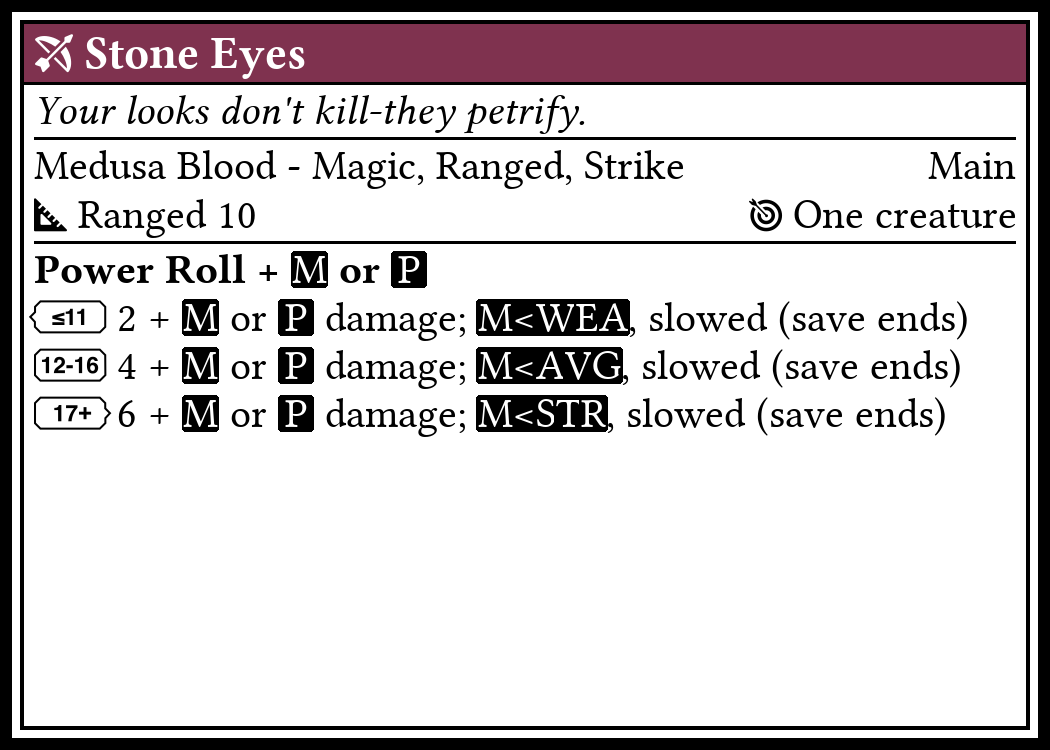 Stone Eyes
Your looks don't kill-they petrify.
Medusa Blood - Magic, Ranged, Strike Main
Ranged 10 One creature
Power Roll + M or P
≤11 2 + M or P damage; M<WEA, slowed (save ends)
12-16 4 + M or P damage; M<AVG, slowed (save ends)
17+ 6 + M or P damage; M<STR, slowed (save ends)